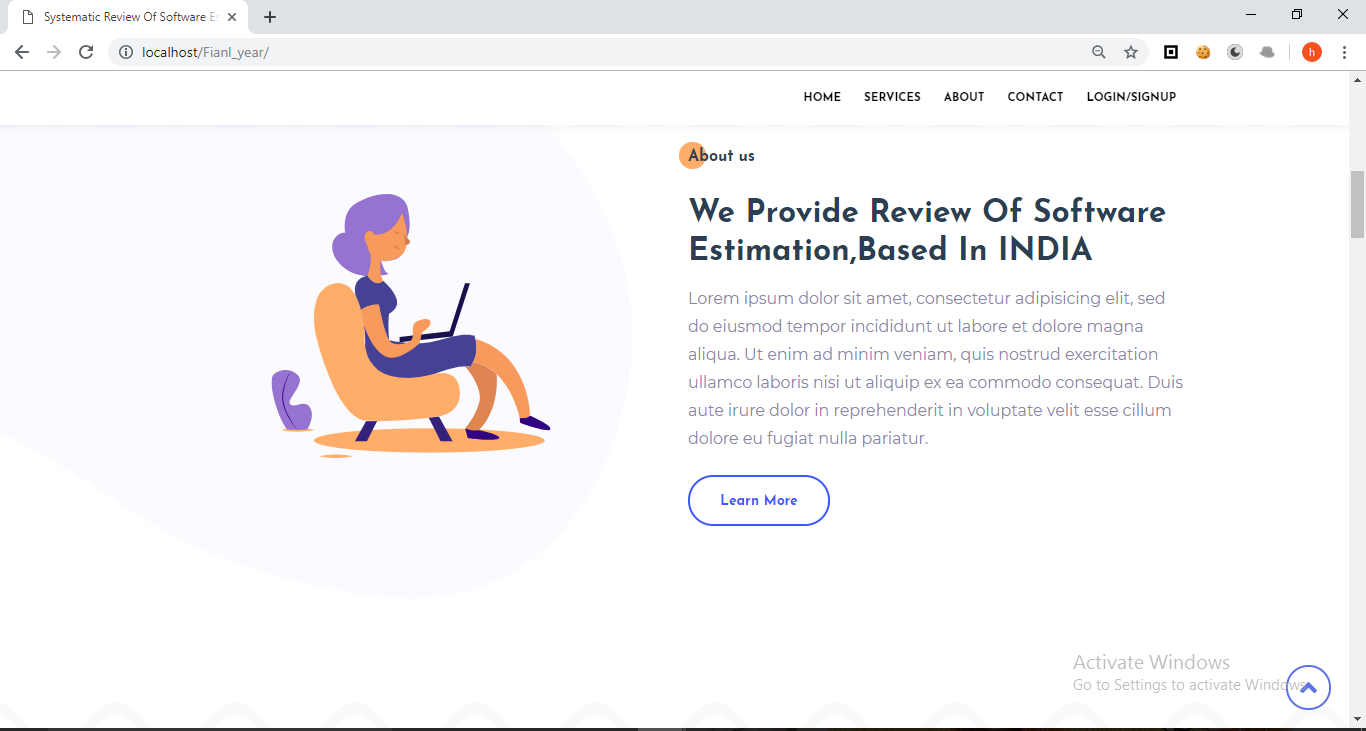 Systematic Review Of Software Es
localhost/Fianl_year/
h
HOME SERVICES ABOUT CONTACT LOGIN/SIGNUP
About us
We Provide Review Of Software
Estimation,Based In INDIA
Lorem ipsum dolor sit amet, consectetur adipisicing elit, sed
do eiusmod tempor incididunt ut labore et dolore magna
aliqua. Ut enim ad minim veniam, quis nostrud exercitation
ullamco laboris nisi ut aliquip ex ea commodo consequat. Duis
aute irure dolor in reprehenderit in voluptate velit esse cillum
dolore eu fugiat nulla pariatur.
Learn More
Activate Windows
Go to Settings to activate Windows.